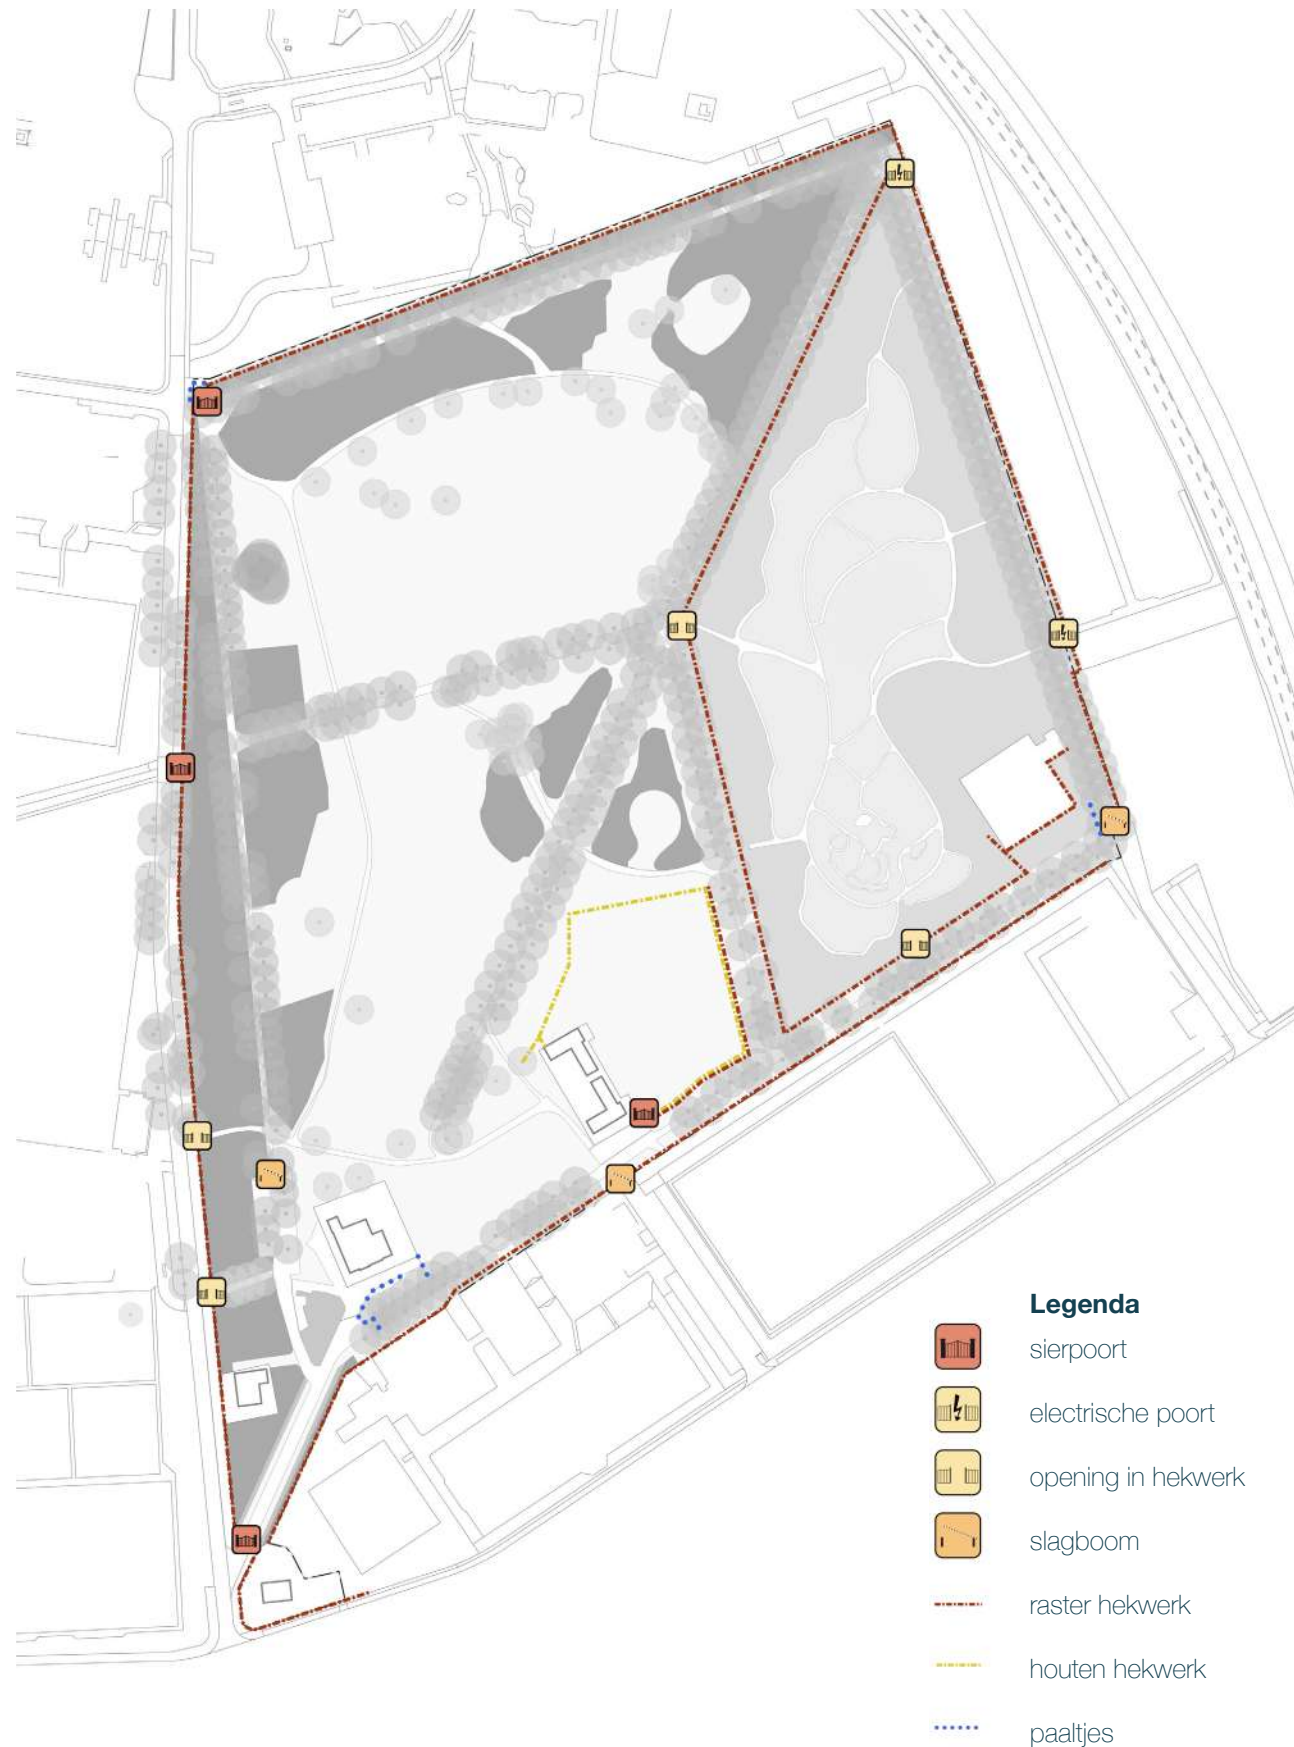 Legenda
sierpoort
electrische poort
opening in hekwerk
slagboom
raster hekwerk
houten hekwerk
paaltjes